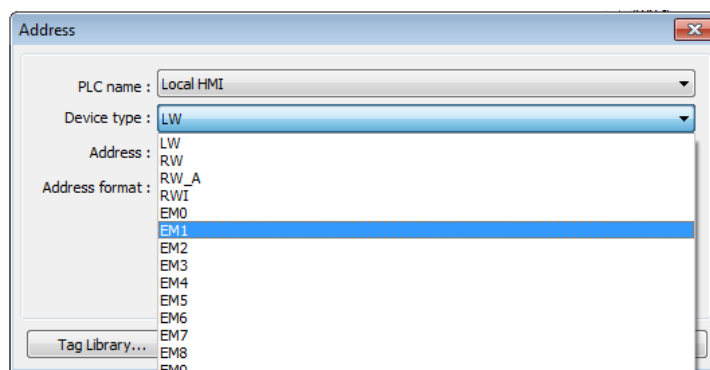 Address
PLC name : Local HMI
Device type : LW
Address :
Address format :
LW
RW
RW_A
RWI
EM0
EM1
EM2
EM3
EM4
EM5
EM6
EM7
EM8
Tag Library...